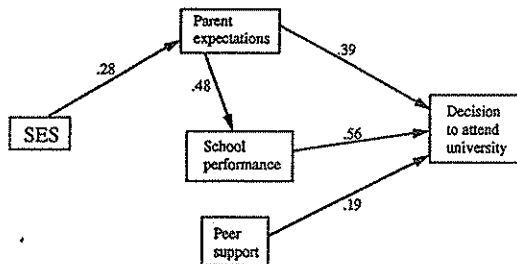 Parent
expectations
.28
.39
.48
SES
Decision
to attend
university
School
performance
.56
.19
Peer
support